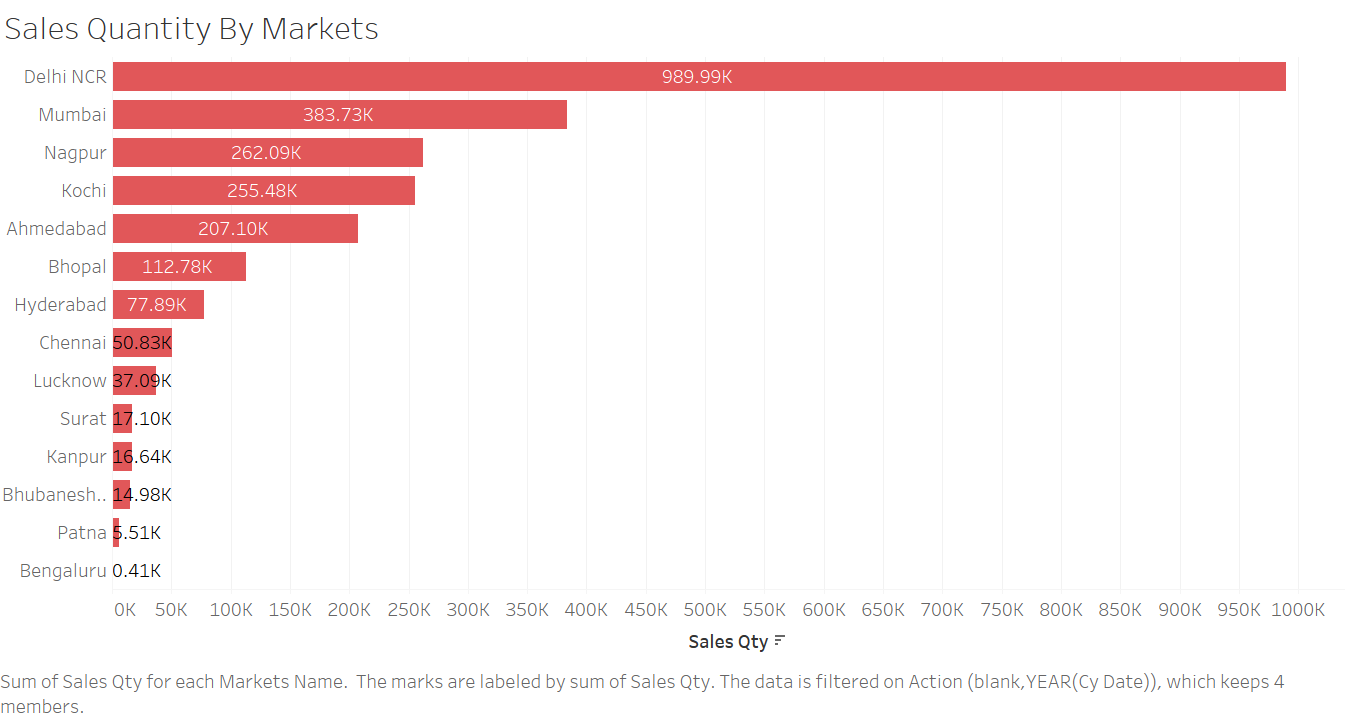 Sales Quantity By Markets
Delhi NCR 989.99K
Mumbai 383.73K
Nagpur 262.09K
Kochi 255.48K
Ahmedabad 207.10K
Bhopal 112.78K
Hyderabad 77.89K
Chennai 50.83K
Lucknow 37.09K
Surat 17.10K
Kanpur 16.64K
Bhubanesh.. 14.98K
Patna 5.51K
Bengaluru 0.41K
0K 50K 100K 150K 200K 250K 300K 350K 400K 450K 500K 550K 600K 650K 700K 750K 800K 850K 900K 950K 1000K
Sales Qty
Sum of Sales Qty for each Markets Name.  The marks are labeled by sum of Sales Qty. The data is filtered on Action (blank,YEAR(Cy Date)), which keeps 4
members.